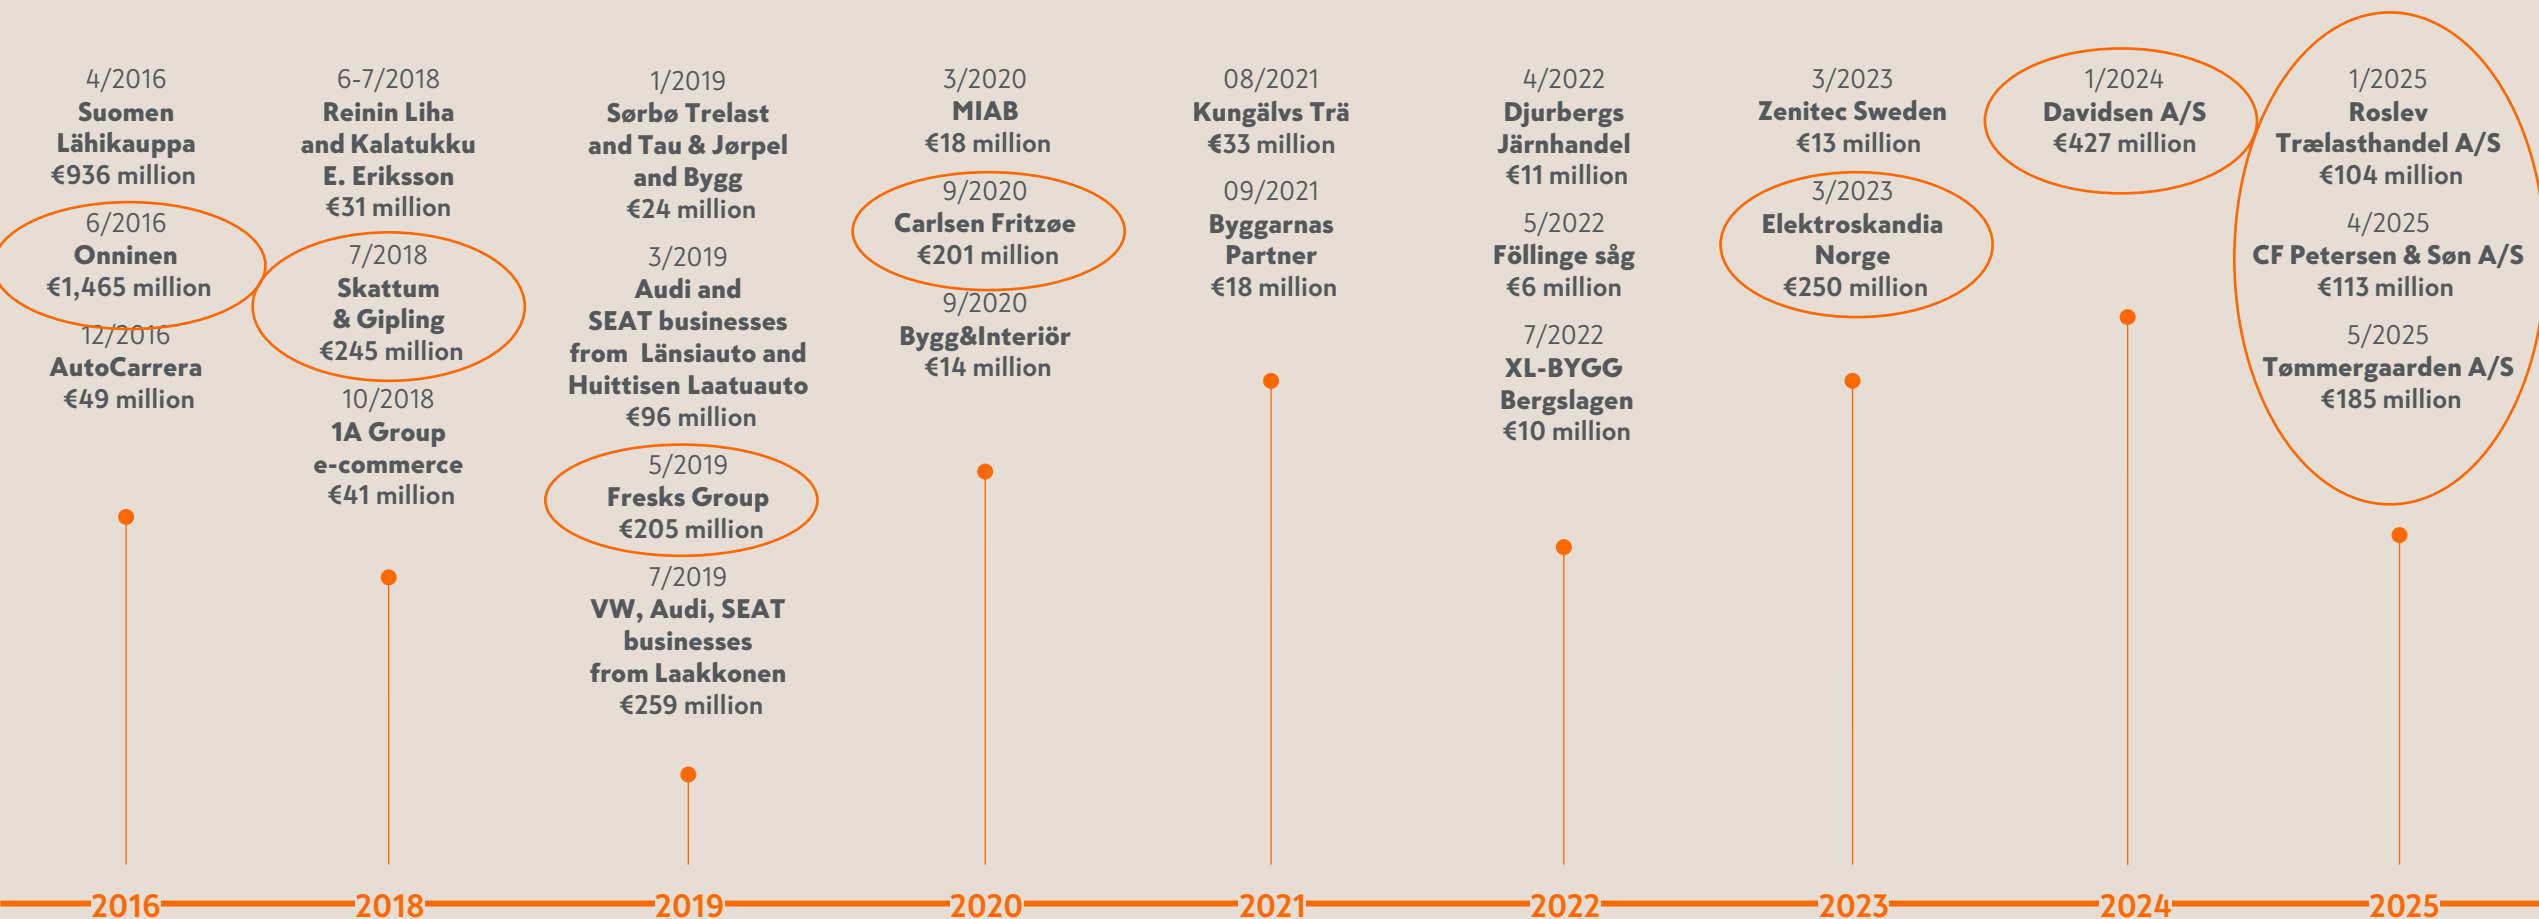 4/2016
Suomen
Lähikauppa
€936 million
6/2016
Onninen
€1,465 million
12/2016
AutoCarrera
€49 million
6-7/2018
Reinin Liha
and Kalatukku
E. Eriksson
€31 million
7/2018
Skattum
& Gipling
€245 million
10/2018
1A Group
e-commerce
€41 million
1/2019
Sørbø Trelast
and Tau & Jørpel
and Bygg
€24 million
3/2019
Audi and
SEAT businesses
from Länsiauto and
Huittisen Laatuauto
€96 million
5/2019
Fresks Group
€205 million
7/2019
VW, Audi, SEAT
businesses
from Laakkonen
€259 million
3/2020
MIAB
€18 million
9/2020
Carlsen Fritzøe
€201 million
9/2020
Bygg&Interiör
€14 million
08/2021
Kungälvs Trä
€33 million
09/2021
Byggarnas
Partner
€18 million
4/2022
Djurbergs
Järnhandel
€11 million
5/2022
Föllinge såg
€6 million
7/2022
XL-BYGG
Bergslagen
€10 million
3/2023
Zenitec Sweden
€13 million
3/2023
Elektroskandia
Norge
€250 million
1/2024
Davidsen A/S
€427 million
1/2025
Roslev
Trælasthandel A/S
€104 million
4/2025
CF Petersen & Søn A/S
€113 million
5/2025
Tømmergaarden A/S
€185 million
2016 2018 2019 2020 2021 2022 2023 2024 2025